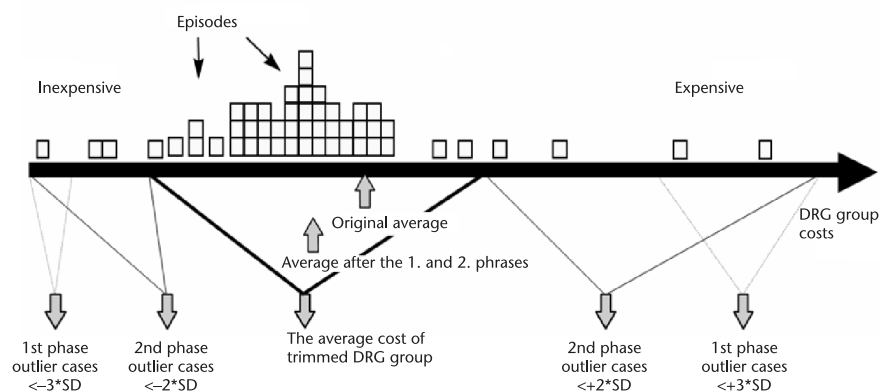 Episodes
Inexpensive
Expensive
Original average
DRG group
costs
Average after the 1. and 2. phrases
1st phase
outlier cases
<–3*SD
2nd phase
outlier cases
<–2*SD
The average cost of
trimmed DRG group
2nd phase
outlier cases
<+2*SD
1st phase
outlier cases
<+3*SD